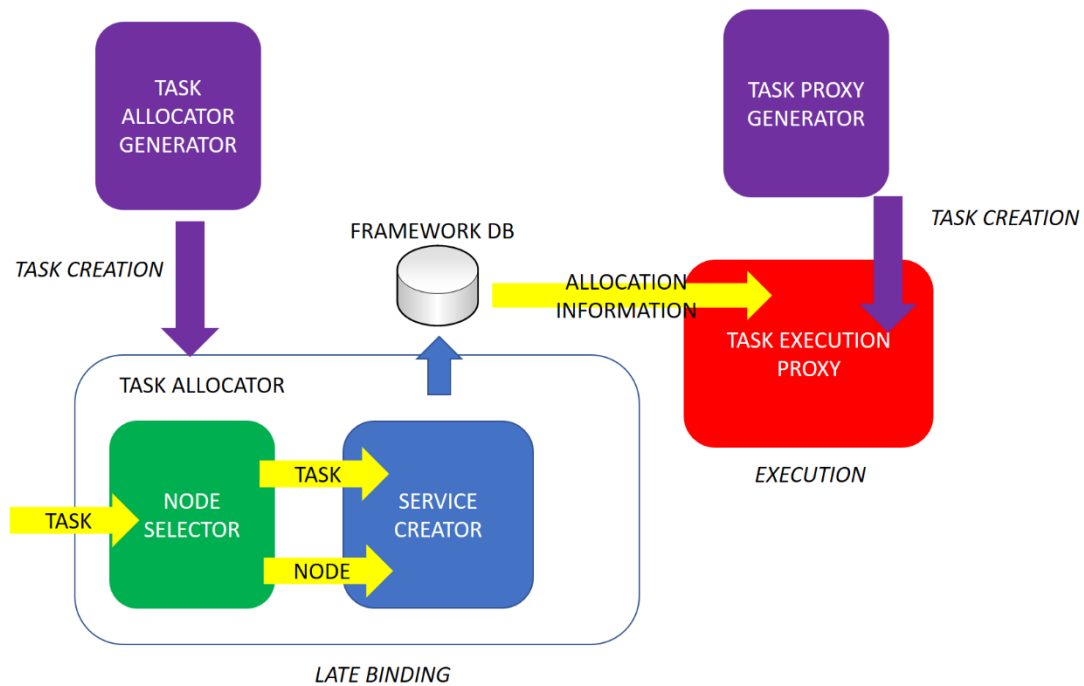 TASK
ALLOCATOR
GENERATOR
TASK PROXY
GENERATOR
TASK CREATION
TASK CREATION
FRAMEWORK DB
ALLOCATION
INFORMATION
TASK EXECUTION
PROXY
EXECUTION
TASK ALLOCATOR
TASK
NODE
SELECTOR
TASK
NODE
SERVICE
CREATOR
LATE BINDING